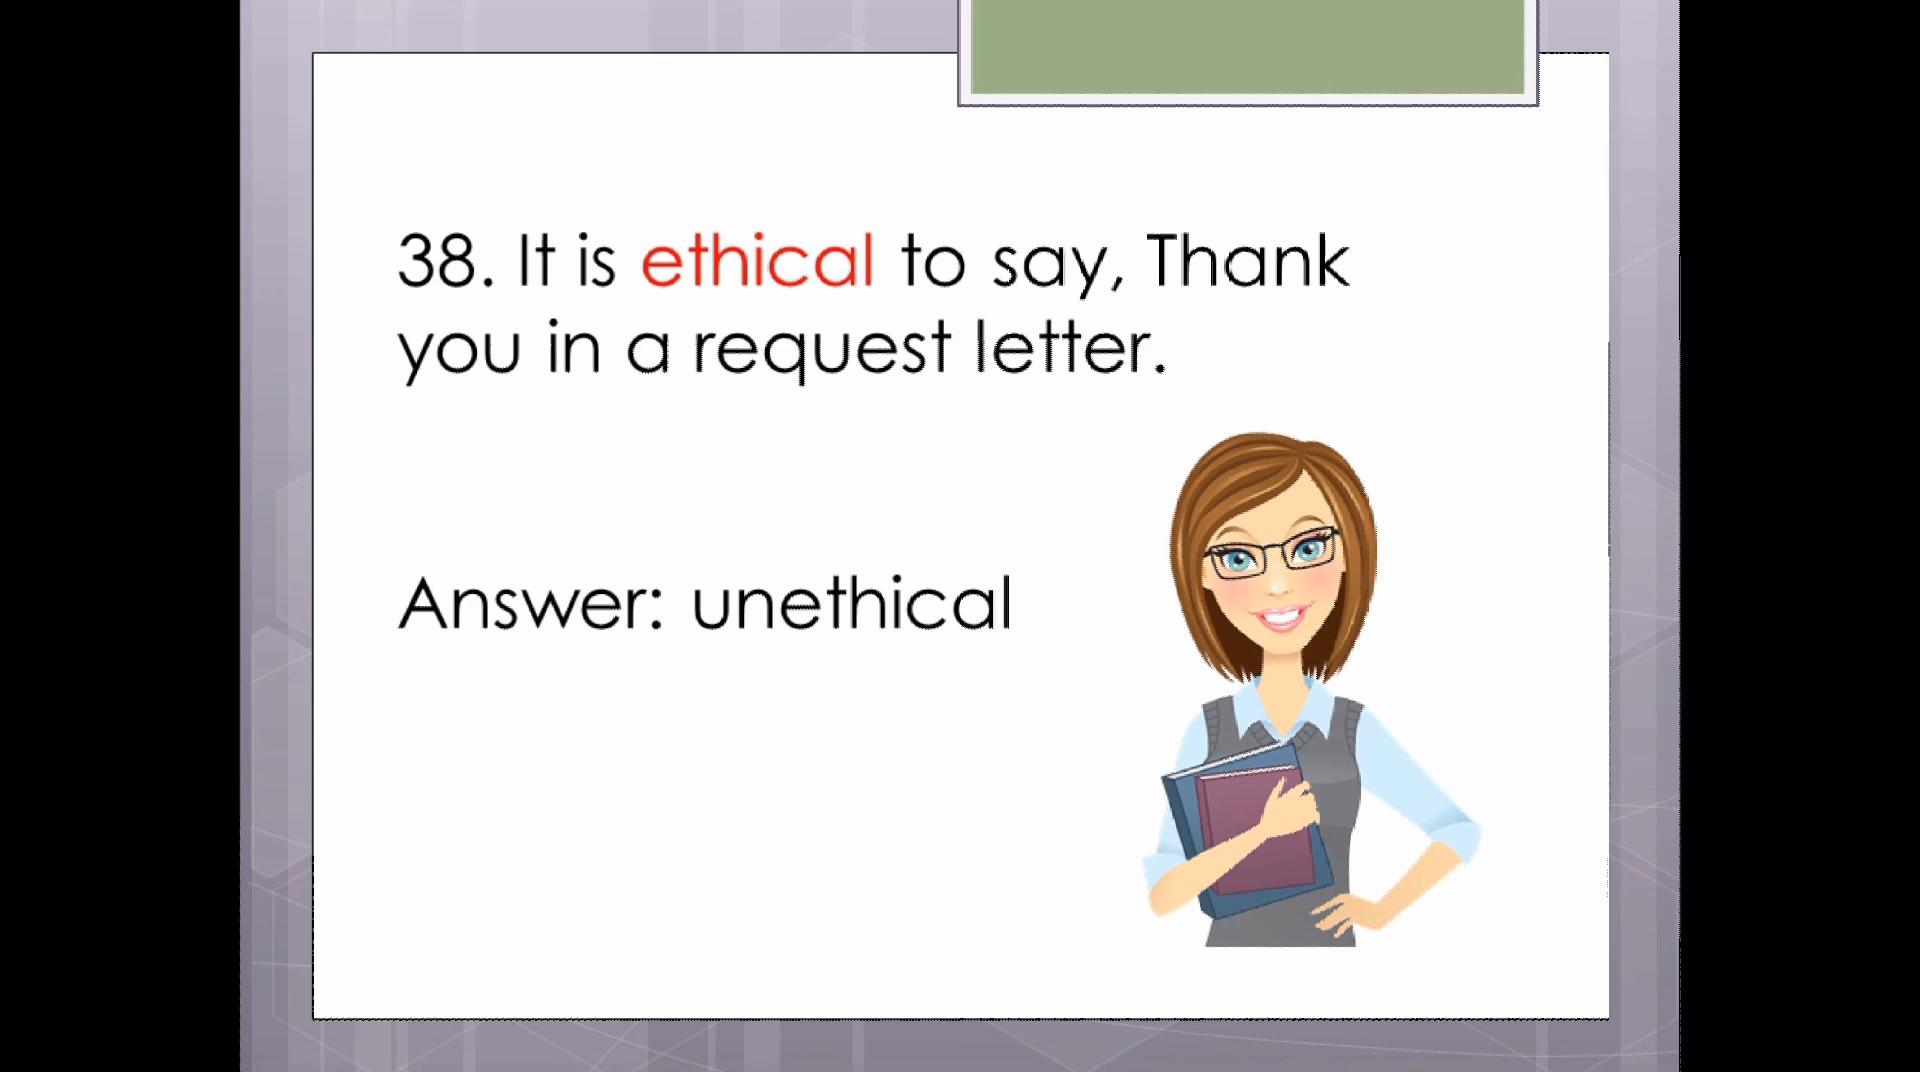 38. It is ethical to say, Thank
you in a request letter.
Answer: unethical